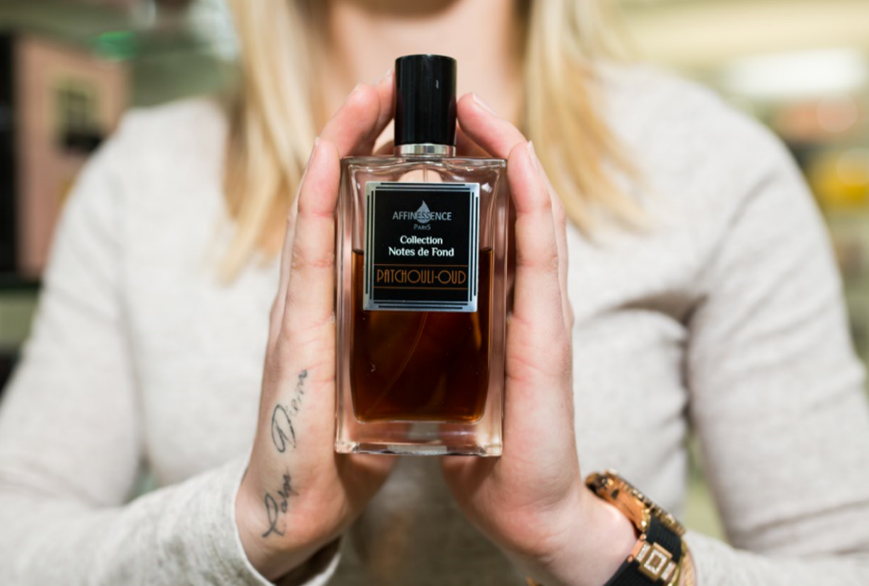 AFFINESSENCE
PARIS
Collection
Notes de Fond
PATCHOULI-OUD
Carpe Diem